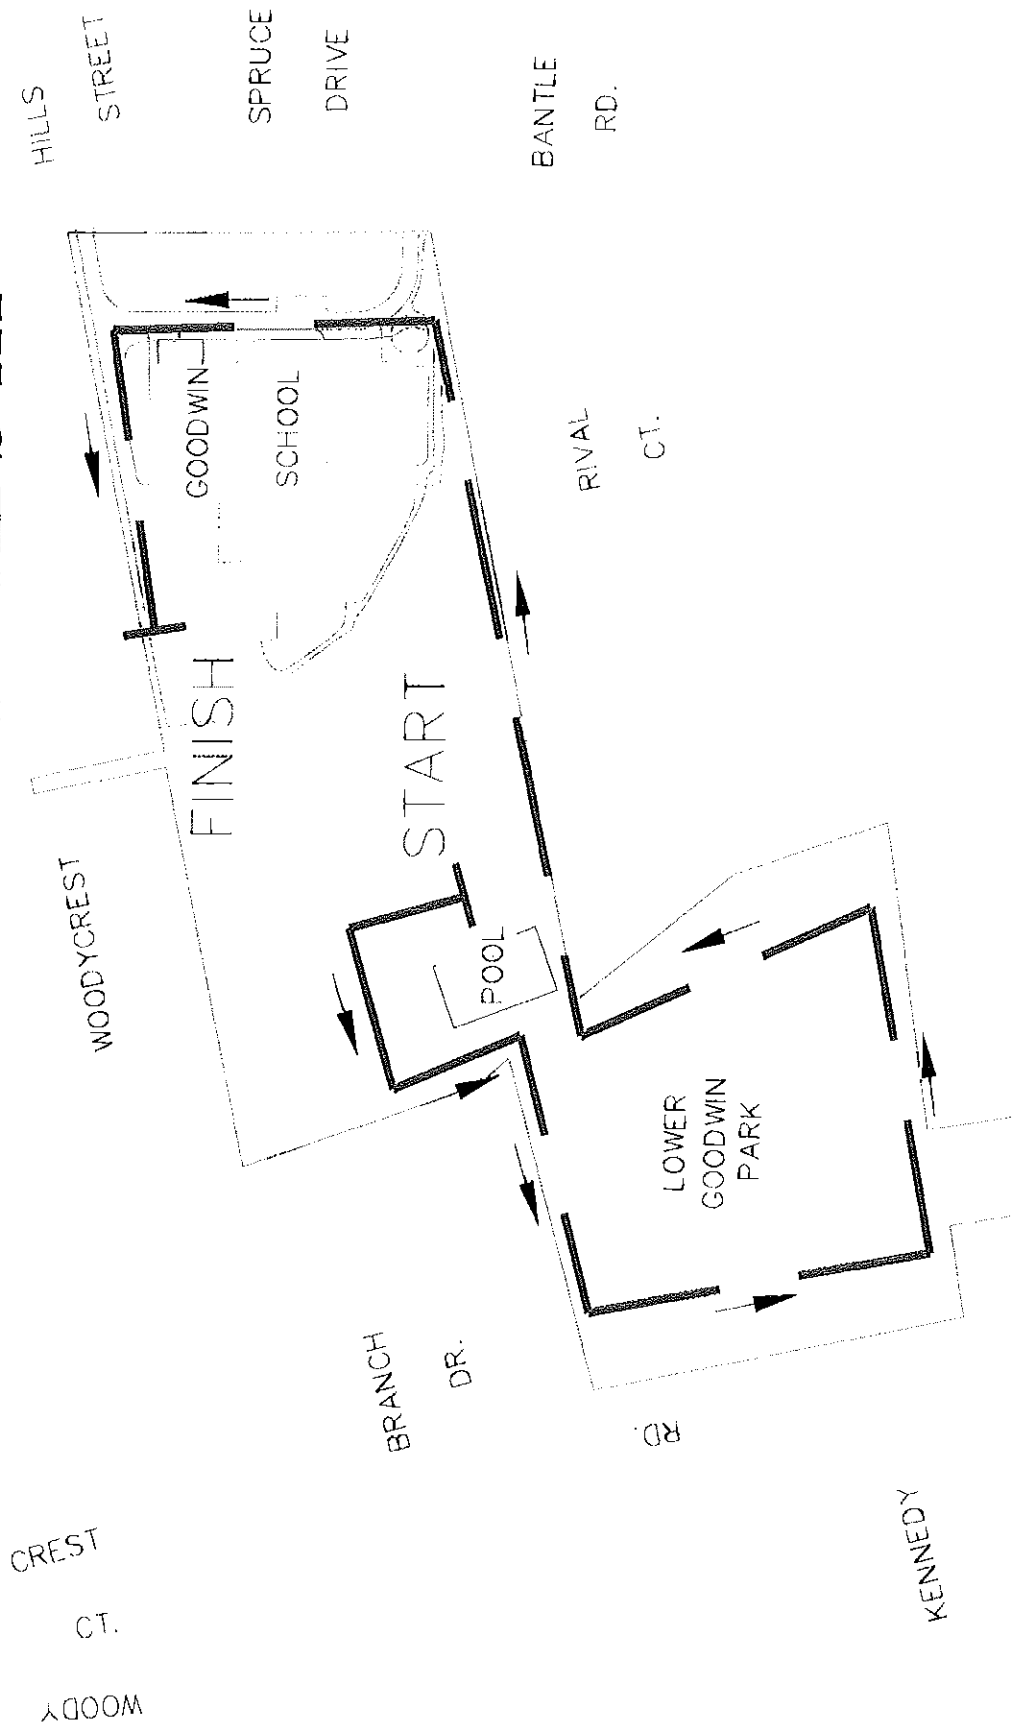 HILLS
STREET
SPRUCE
DRIVE
BANTLE
RD.
GOODWIN
SCHOOL
RIVAL
CT.
FINISH
START
WOODYCREST
POOL
LOWER
GOODWIN
PARK
BRANCH
DR.
RD.
KENNEDY
CREST
CT.
WOODY